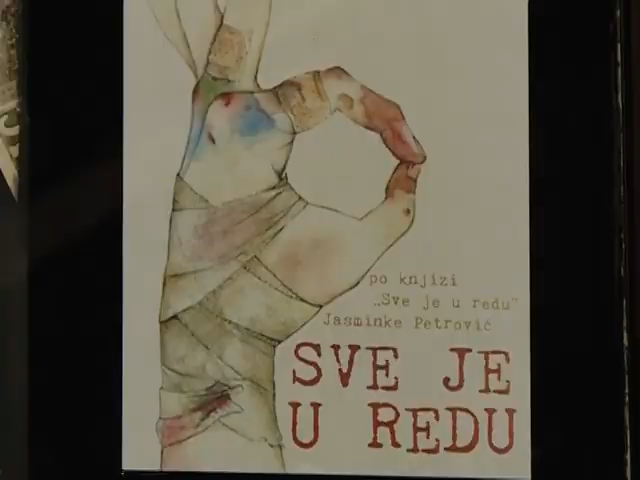 po knjizi
„Sve je u redu"
Jasminke Petrović
SVE JE
U REDU